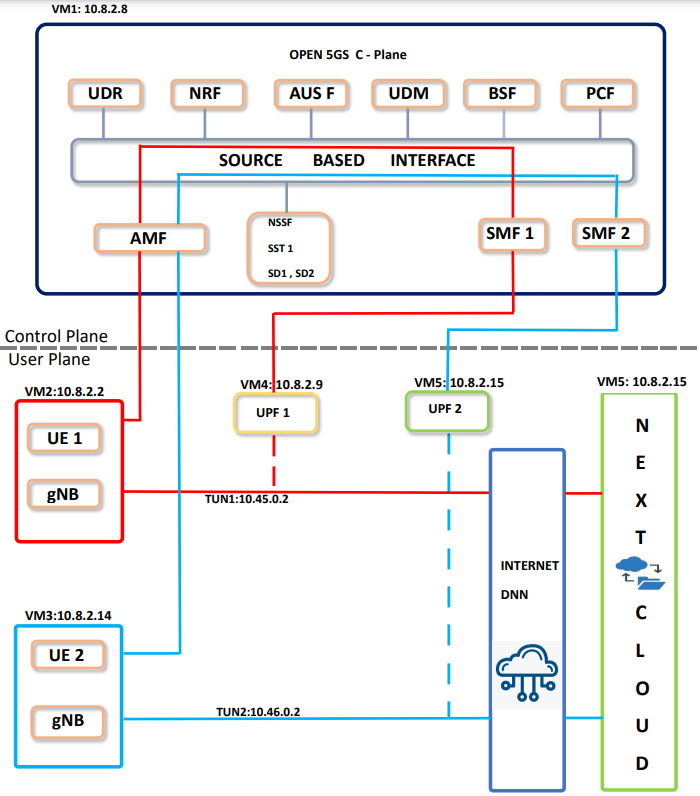 VM1: 10.8.2.8
OPEN 5GS C - Plane
UDR NRF AUS F UDM BSF PCF
SOURCE BASED INTERFACE
AMF
NSSF
SST 1
SD1 , SD2
SMF 1 SMF 2
Control Plane
User Plane
VM2:10.8.2.2
VM4: 10.8.2.9
VM5: 10.8.2.15
VM5: 10.8.2.15
UE 1
gNB
UPF 1
UPF 2
TUN1:10.45.0.2
INTERNET
DNN
N
E
X
T
C
L
O
U
D
VM3:10.8.2.14
UE 2
gNB
TUN2:10.46.0.2